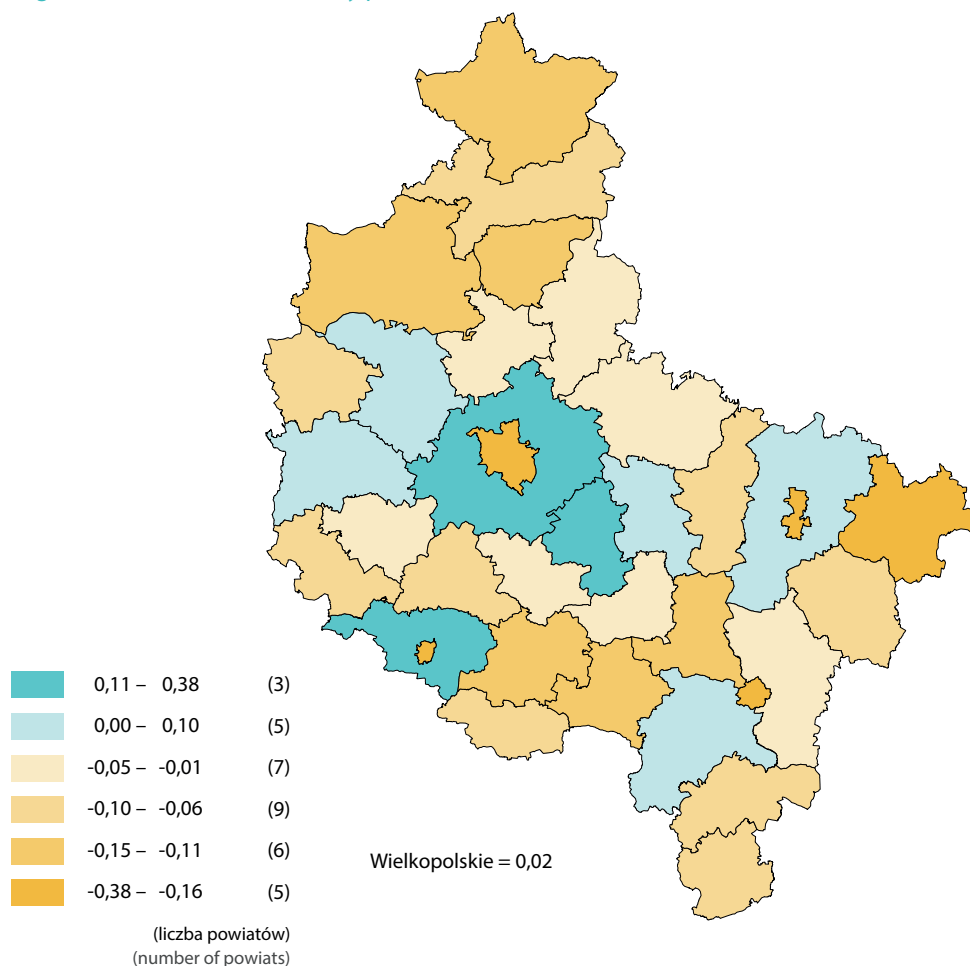 0,11 – 0,38 (3)
0,00 – 0,10 (5)
-0,05 – -0,01 (7)
-0,10 – -0,06 (9)
-0,15 – -0,11 (6)
-0,38 – -0,16 (5)
Wielkopolskie = 0,02
(liczba powiatów)
(number of powiats)